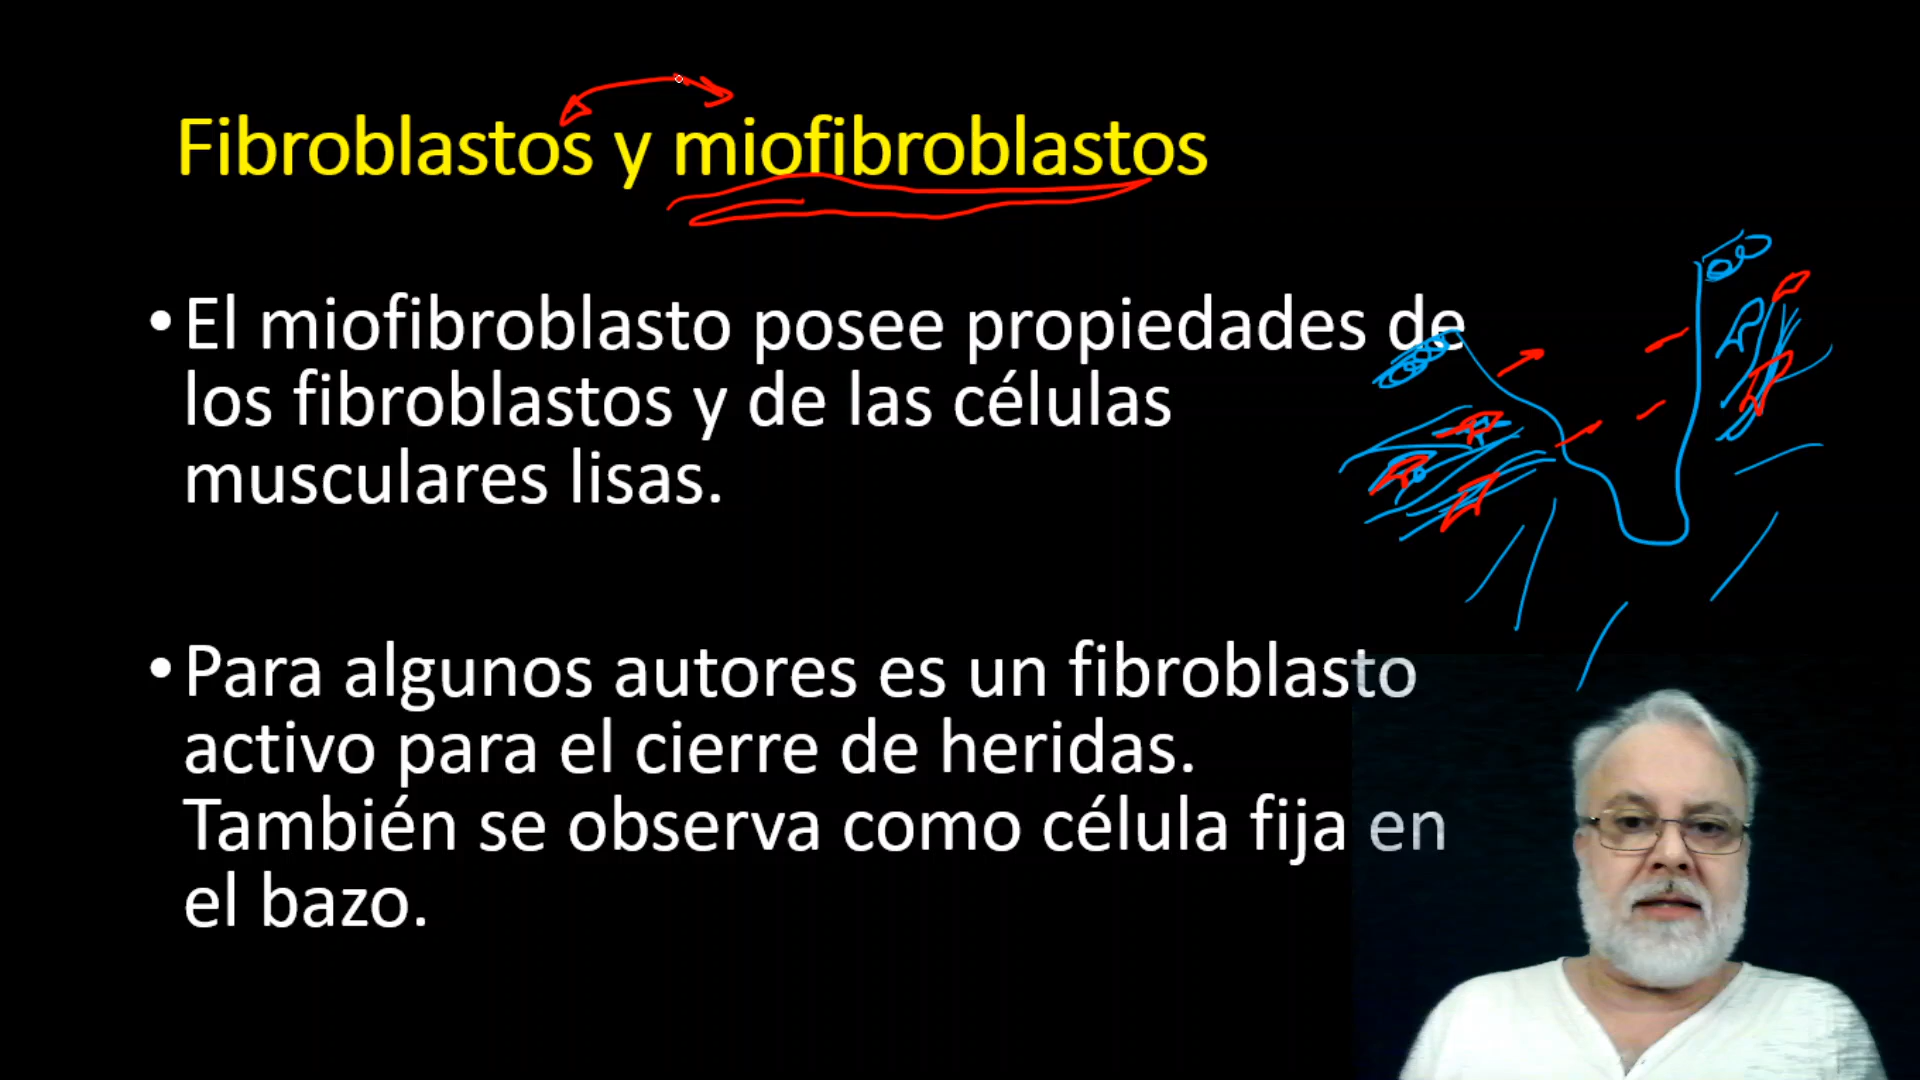 Fibroblastos y miofibroblastos
• El miofibroblasto posee propiedades de
los fibroblastos y de las células
musculares lisas.
• Para algunos autores es un fibroblasto
activo para el cierre de heridas.
También se observa como célula fija en
el bazo.